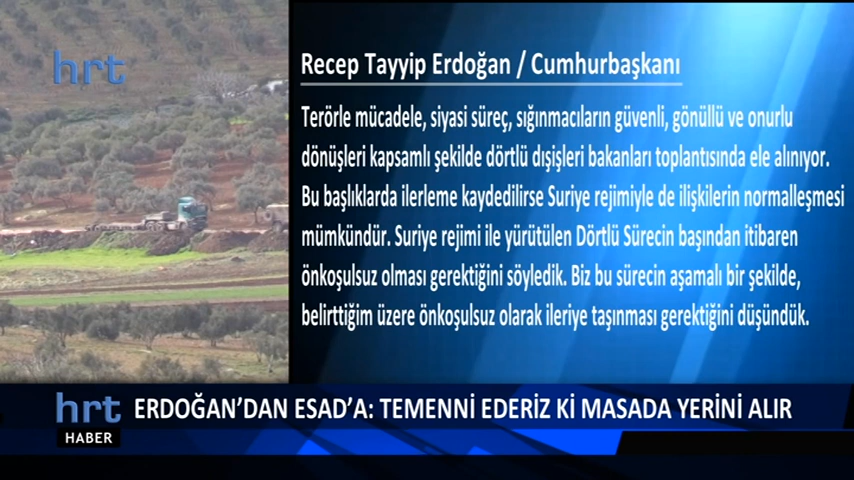 hrt
Recep Tayyip Erdoğan / Cumhurbaşkanı
Terörle mücadele, siyasi süreç, sığınmacıların güvenli, gönüllü ve onurlu
dönüşleri kapsamlı şekilde dörtlü dışişleri bakanları toplantısında ele alınıyor.
Bu başlıklarda ilerleme kaydedilirse Suriye rejimiyle de ilişkilerin normalleşmesi
mümkündür. Suriye rejimi ile yürütülen Dörtlü Sürecin başından itibaren
önkoşulsuz olması gerektiğini söyledik. Biz bu sürecin aşamalı bir şekilde,
belirttiğim üzere önkoşulsuz olarak ileriye taşınması gerektiğini düşündük.
hrt ERDOĞAN’DAN ESAD’A: TEMENNİ EDERİZ Kİ MASADA YERİNİ ALIR
HABER